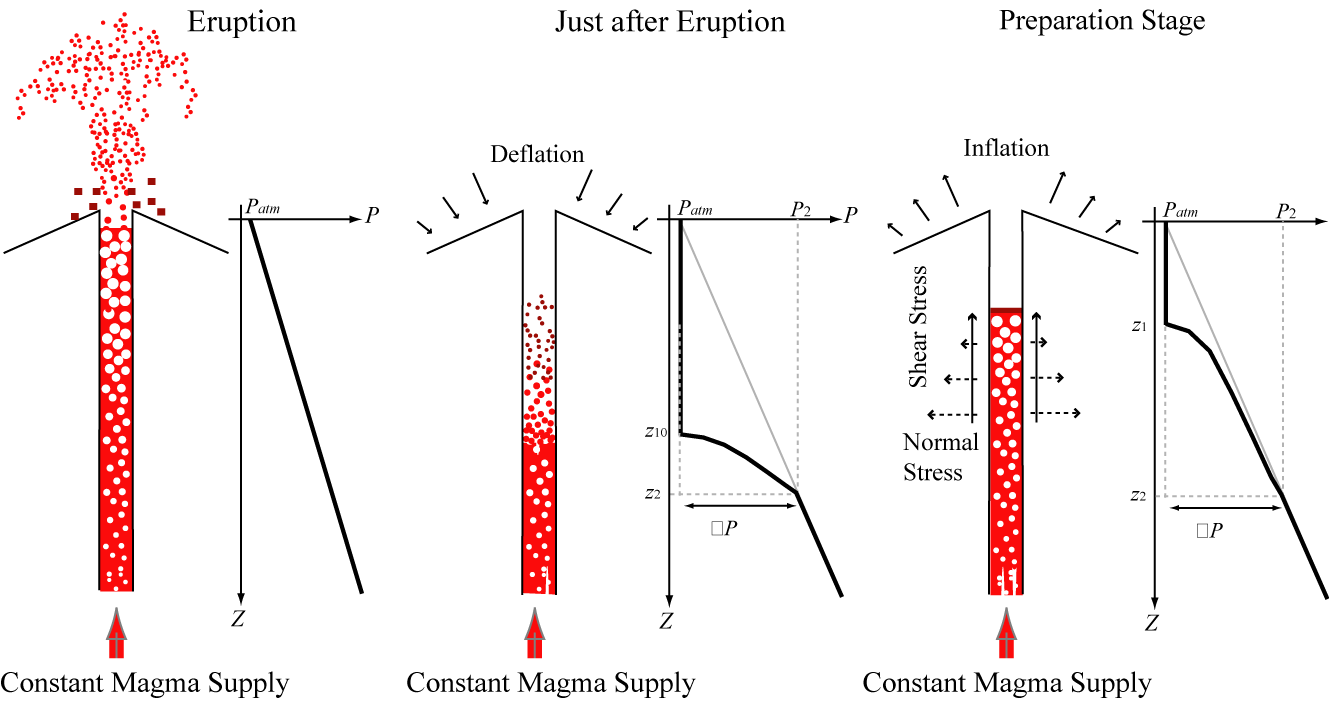 Eruption
Just after Eruption
Preparation Stage
Deflation
Inflation
Patm
P
Patm
P2
P
Patm
P2
z10
z2
□P
Shear Stress
Normal
Stress
z1
z2
□P
Z
Z
Z
Constant Magma Supply
Constant Magma Supply
Constant Magma Supply